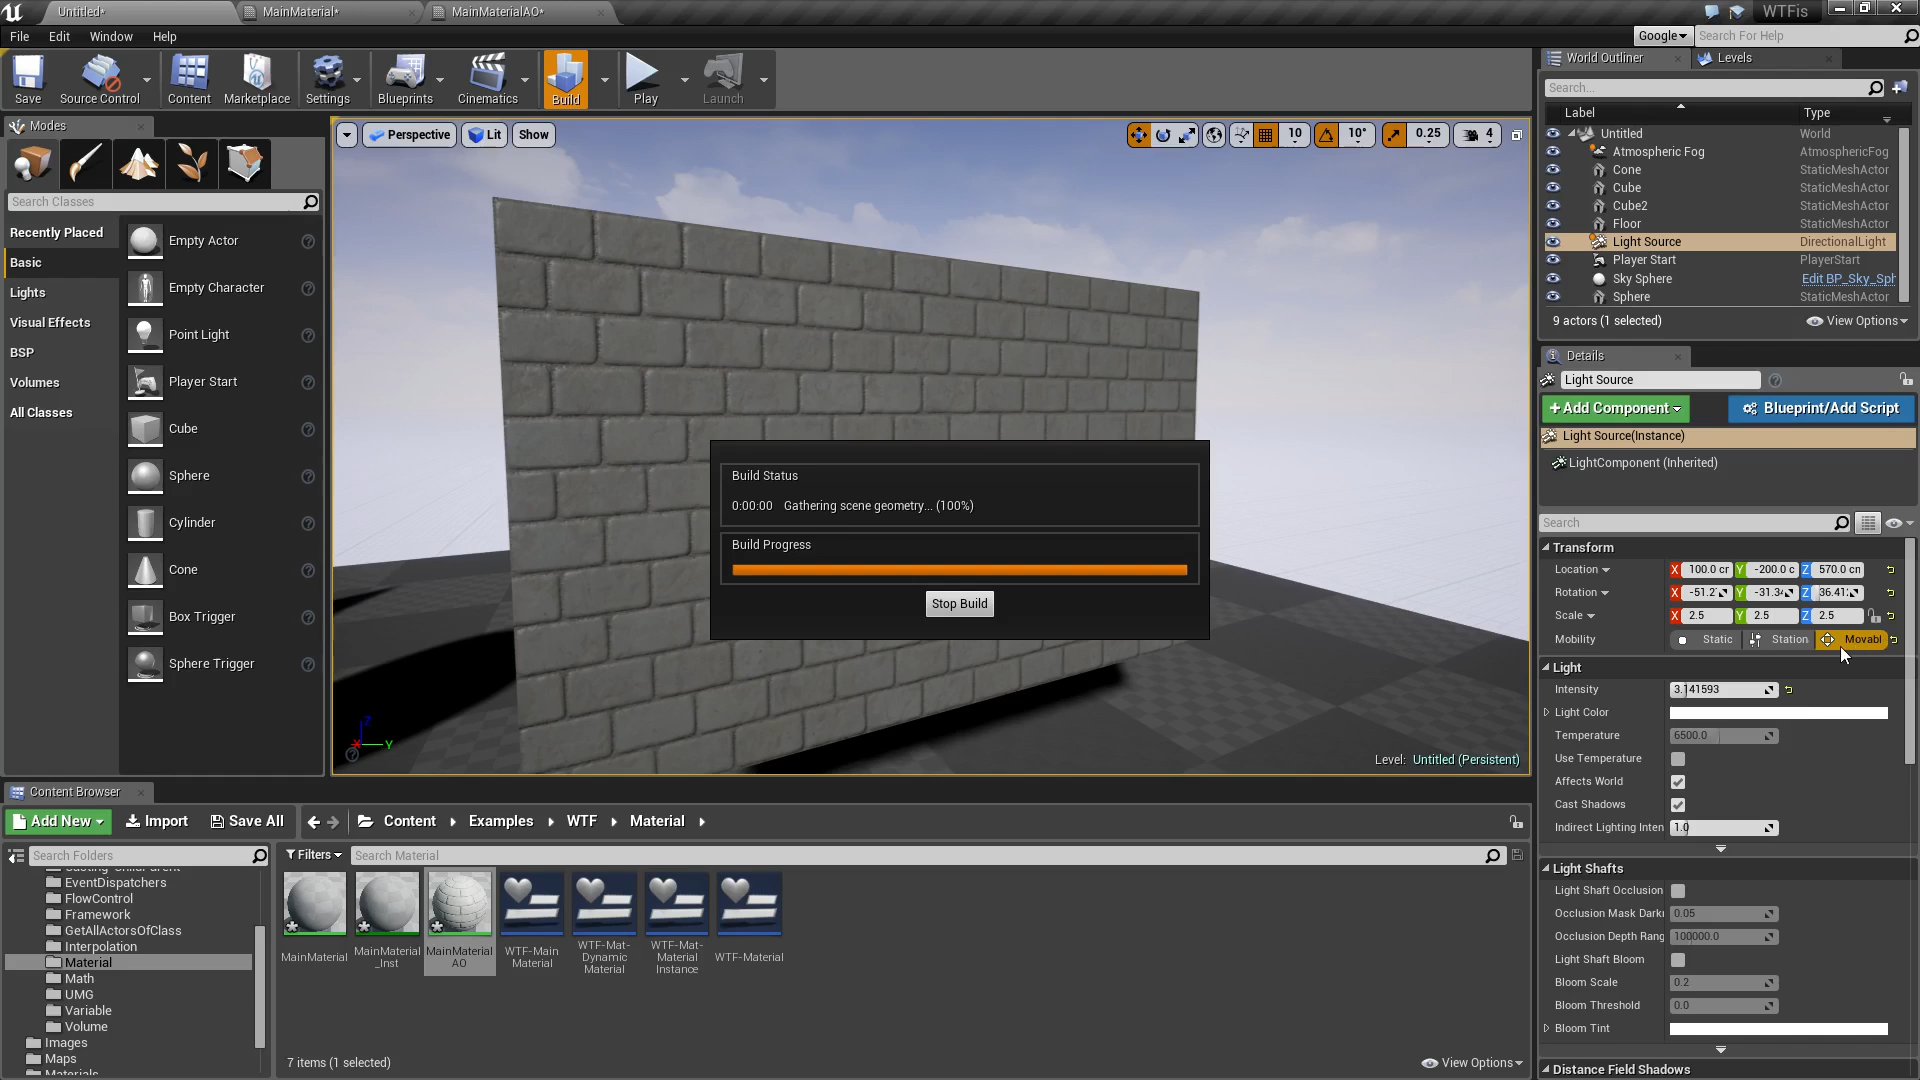 Untitled*
MainMaterial*
MainMaterialAO*
WTFis
File Edit Window Help
Google
Search For Help
Save
Source Control
Content
Marketplace
Settings
Blueprints
Cinematics
Build
Play
Launch
Modes
Search Classes
Recently Placed
Basic
Lights
Visual Effects
BSP
Volumes
All Classes
Empty Actor
Empty Character
Point Light
Player Start
Cube
Sphere
Cylinder
Cone
Box Trigger
Sphere Trigger
Perspective
Lit
Show
10
10°
0.25
4
Build Status
0:00:00 Gathering scene geometry... (100%)
Build Progress
Stop Build
Z
X
Y
Level: Untitled (Persistent)
World Outliner
Levels
Search...
Label Type
Untitled World
Atmospheric Fog AtmosphericFog
Cone StaticMeshActor
Cube StaticMeshActor
Cube2 StaticMeshActor
Floor StaticMeshActor
Light Source DirectionalLight
Player Start PlayerStart
Sky Sphere Edit BP_Sky_Sph
Sphere StaticMeshActor
9 actors (1 selected)
View Options
Details
Light Source
+Add Component
Blueprint/Add Script
Light Source(Instance)
LightComponent (Inherited)
Search
Transform
Location X 100.0 cr Y -200.0 c Z 570.0 cn
Rotation X -51.2 Y -31.34 Z 36.41
Scale X 2.5 Y 2.5 Z 2.5
Mobility Static Station Movabl
Light
Intensity 3.141593
Light Color
Temperature 6500.0
Use Temperature
Affects World
Cast Shadows
Indirect Lighting Inten 1.0
Light Shafts
Light Shaft Occlusion
Occlusion Mask Dark 0.05
Occlusion Depth Rang 100000.0
Light Shaft Bloom
Bloom Scale 0.2
Bloom Threshold 0.0
Bloom Tint
Distance Field Shadows
Content Browser
Add New
Import
Save All
Content
Examples
WTF
Material
Search Folders
Filters
Search Material
EventDispatchers
FlowControl
Framework
GetAllActorsOfClass
Interpolation
Material
Math
UMG
Variable
Volume
Images
Maps
Materials
MainMaterial
MainMaterial
_Inst
MainMaterial
AO
WTF-Main
Material
WTF-Mat-
Dynamic
Material
WTF-Mat-
Material
Instance
WTF-Material
7 items (1 selected)
View Options